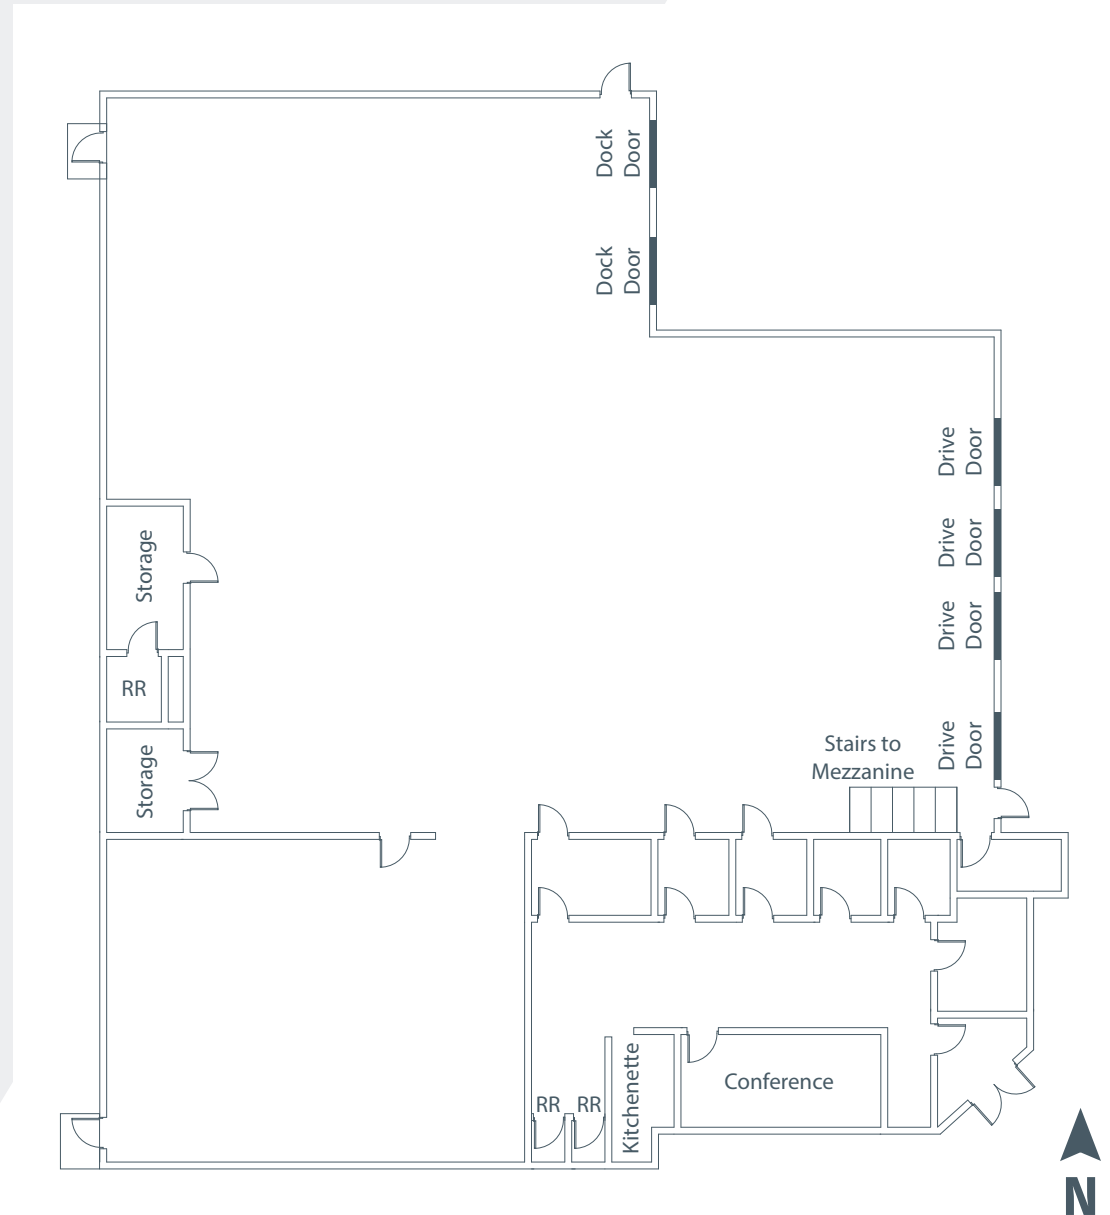 Dock
Door
Dock
Door
Drive
Door
Drive
Door
Storage
Drive
Door
RR
Drive
Door
Stairs to
Mezzanine
Storage
Conference
Kitchenette
RR
RR
N